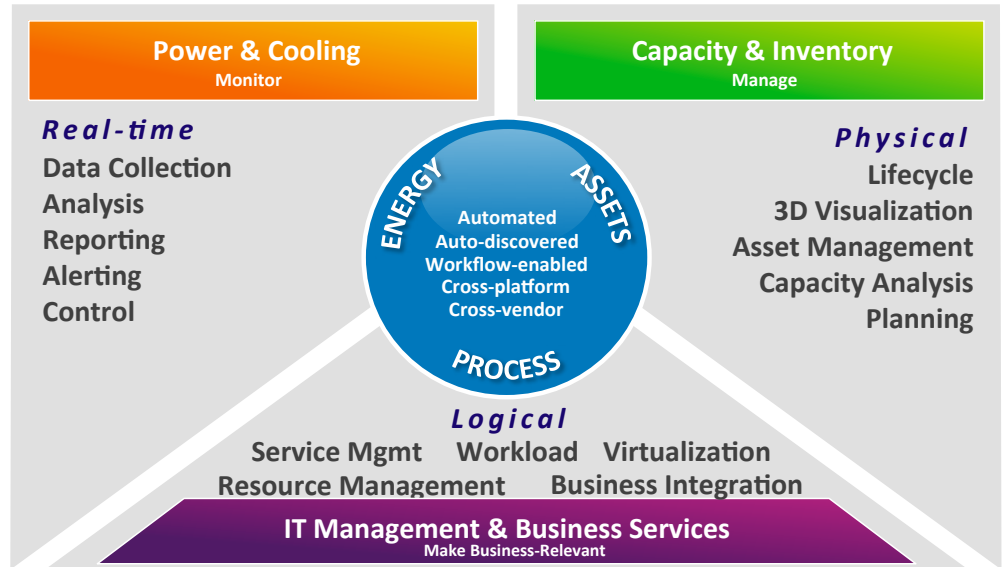 Power & Cooling
Monitor
Capacity & Inventory
Manage
Real-time
Data Collection
Analysis
Reporting
Alerting
Control
Physical
Lifecycle
3D Visualization
Asset Management
Capacity Analysis
Planning
ENERGY
ASSETS
Automated
Auto-discovered
Workflow-enabled
Cross-platform
Cross-vendor
PROCESS
Logical
Service Mgmt Workload Virtualization
Resource Management Business Integration
IT Management & Business Services
Make Business-Relevant